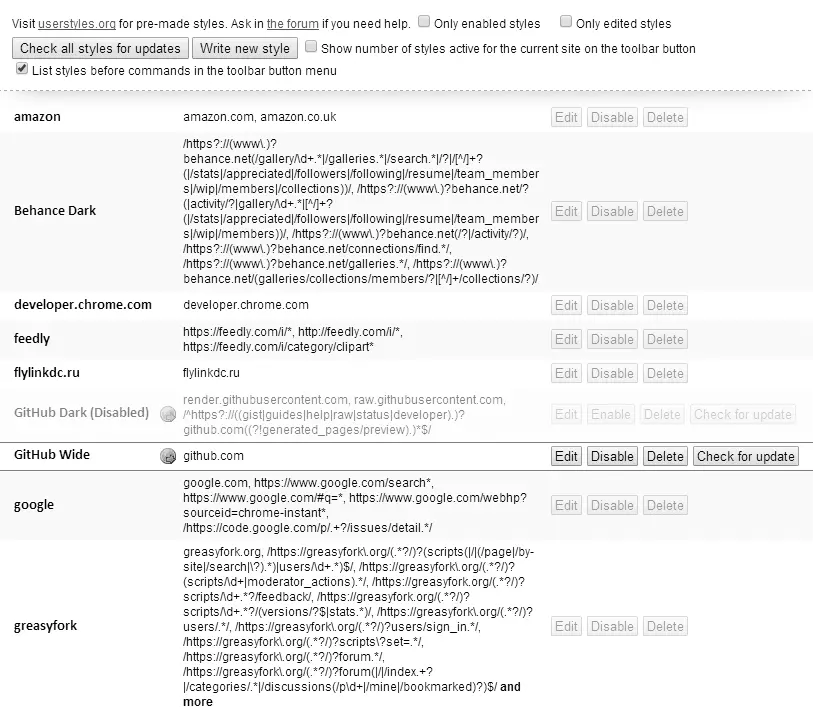 Visit userstyles.org for pre-made styles. Ask in the forum if you need help. Only enabled styles Only edited styles
Check all styles for updates Write new style Show number of styles active for the current site on the toolbar button
List styles before commands in the toolbar button menu
amazon amazon.com, amazon.co.uk Edit Disable Delete
/https?://(www\.)?
behance.net(/gallery/\d+.*|/galleries.*|/search.*|/?|/[^/]+?
(|/stats|/appreciated|/followers|/following|/resume|/team_member
s|/wip|/members|/collections))/, /https?://(www\.)?behance.net/?
(|activity/?|gallery/\d+.*|[^/]+?
Behance Dark (|/stats|/appreciated|/followers|/following|/resume|/team_member Edit Disable Delete
s|/wip|/members))/, /https?://(www\.)?behance.net(/?|/activity/?)/,
/https?://(www\.)?behance.net/connections/find.*/,
/https?://(www\.)?behance.net/galleries.*/, /https?://(www\.)?
behance.net/(galleries/collections/members/?|[^/]+/collections/?)/
developer.chrome.com developer.chrome.com Edit Disable Delete
https://feedly.com/i/*, http://feedly.com/i/*,
feedly Edit Disable Delete
https://feedly.com/i/category/clipart*
flylinkdc.ru flylinkdc.ru Edit Disable Delete
render.githubusercontent.com, raw.githubusercontent.com,
GitHub Dark (Disabled) /^https?://((gist|guides|help|raw|status|developer).)? Edit Enable Delete Check for update
github.com((?!generated_pages/preview).)*$/
GitHub Wide github.com Edit Disable Delete Check for update
google.com, https://www.google.com/search*,
https://www.google.com/#q=*, https://www.google.com/webhp?
google Edit Disable Delete
sourceid=chrome-instant*,
/https://code.google.com/p/.+?/issues/detail.*/
greasyfork.org, /https://greasyfork\.org/(.*?/)?(scripts(|/|(/page|/by-
site|/search|\?).*)|users/\d+.*)$/, /https://greasyfork\.org/(.*?/)?
(scripts/\d+|moderator_actions).*/, /https://greasyfork.org/(.*?/)?
scripts/\d+.*?/feedback/, /https://greasyfork.org/(.*?/)?
scripts/\d+.*?/(versions/?$|stats.*)/, /https://greasyfork\.org/(.*?/)?
greasyfork users/.*/, /https://greasyfork\.org/(.*?/)?users/sign_in.*/, Edit Disable Delete
/https://greasyfork\.org/(.*?/)?scripts\?set=.*/,
/https://greasyfork\.org/(.*?/)?forum.*/,
/https://greasyfork\.org/(.*?/)?forum(|/|/index.+?
|/categories/.*|/discussions(/p\d+|/mine|/bookmarked)?)$/ and
more